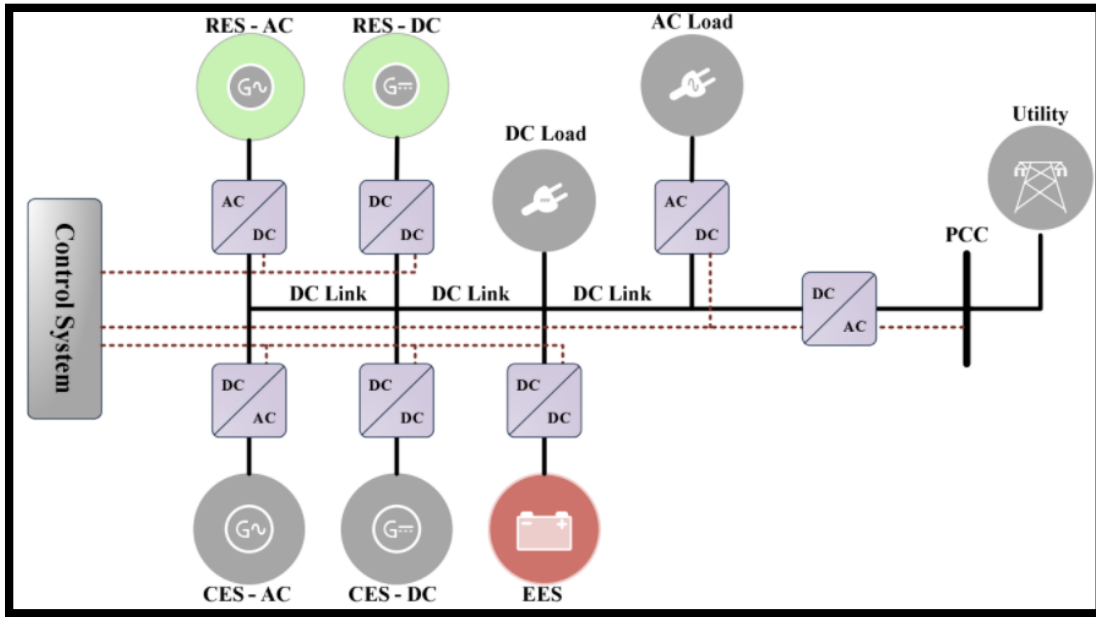 RES - AC
RES - DC
AC Load
Utility
DC Load
G
G
AC
DC
DC
DC
AC
DC
PCC
Control System
DC Link
DC Link
DC Link
DC
AC
DC
AC
DC
DC
DC
DC
G
G
CES - AC
CES - DC
EES